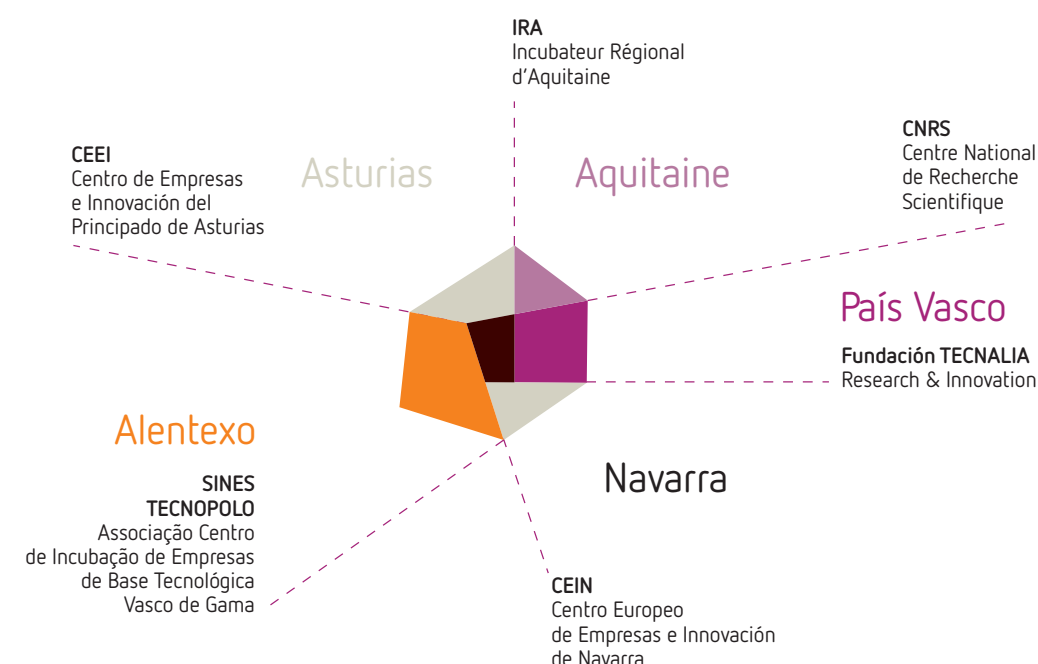 IRA
Incubateur Régional
d'Aquitaine
CNRS
Centre National
de Recherche
Scientifique
CEEI
Centro de Empresas
e Innovación del
Principado de Asturias
Asturias
Aquitaine
País Vasco
Fundación TECNALIA
Research & Innovation
Alentexo
SINES
TECNOPOLO
Associação Centro
de Incubação de Empresas
de Base Tecnológica
Vasco de Gama
Navarra
CEIN
Centro Europeo
de Empresas e Innovación
de Navarra